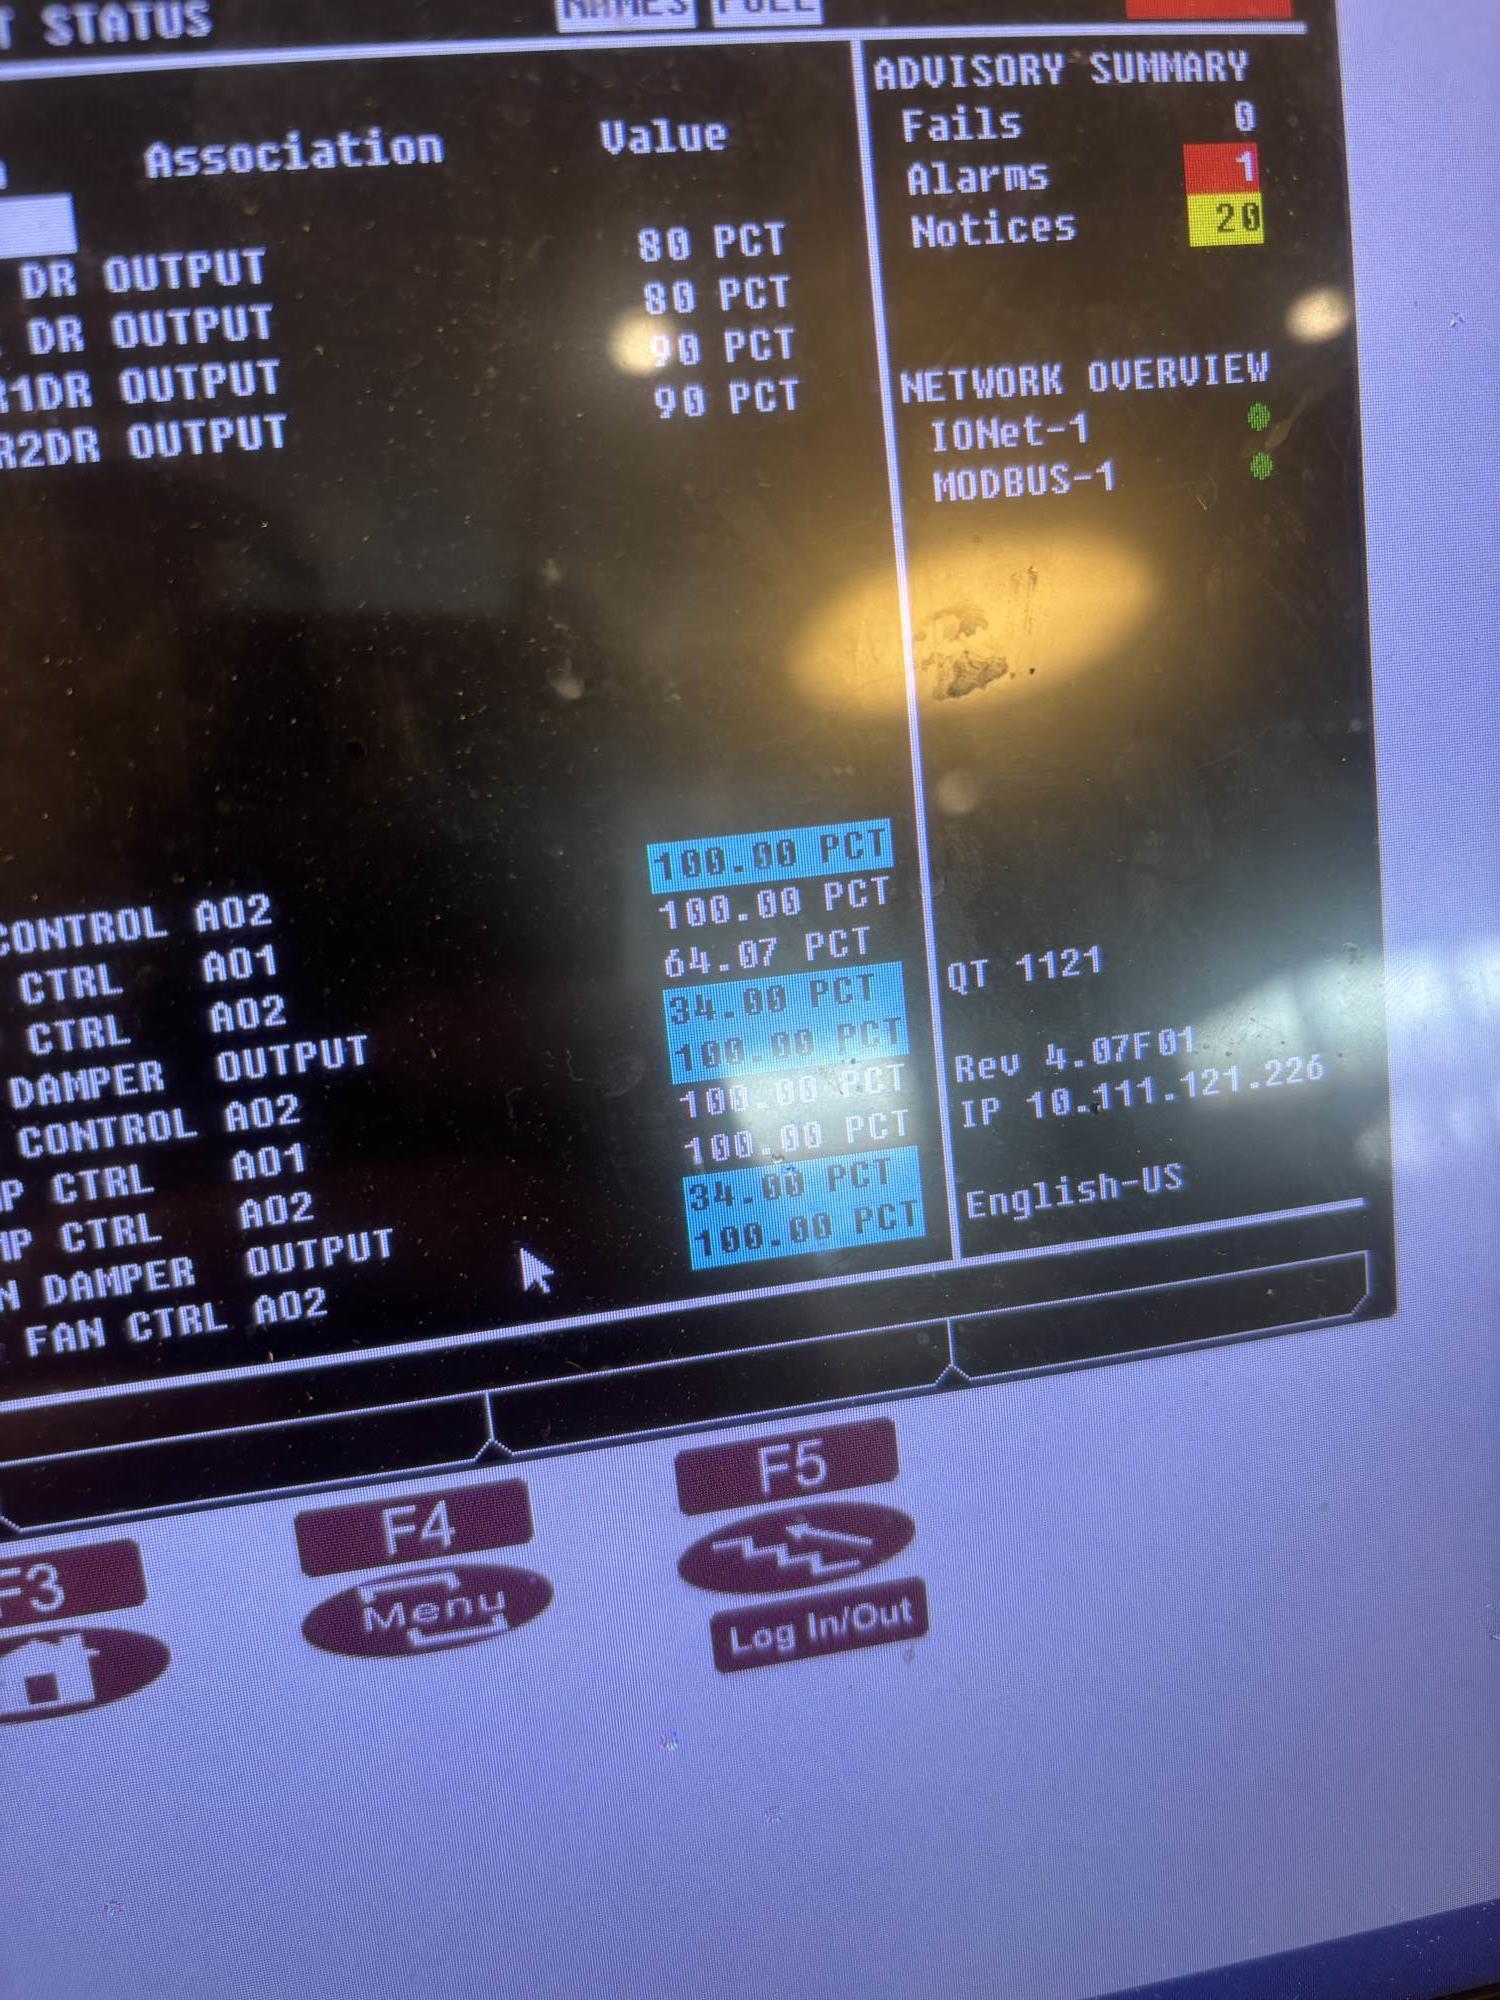 T STATUS
NAMES FULL
Association Value
DR OUTPUT 80 PCT
DR OUTPUT 80 PCT
R1DR OUTPUT 90 PCT
R2DR OUTPUT 90 PCT
CONTROL AO2 100.00 PCT
CTRL AO1 100.00 PCT
CTRL AO2 64.07 PCT
DAMPER OUTPUT 34.00 PCT
CONTROL AO2 100.00 PCT
P CTRL AO1 100.00 PCT
MP CTRL AO2 100.00 PCT
N DAMPER OUTPUT 34.00 PCT
FAN CTRL AO2 100.00 PCT
ADVISORY SUMMARY
Fails 0
Alarms 1
Notices 20
NETWORK OVERVIEW
IONet-1
MODBUS-1
QT 1121
Rev 4.07F01
IP 10.111.121.226
English-US
F3
F4
Menu
F5
Log In/Out